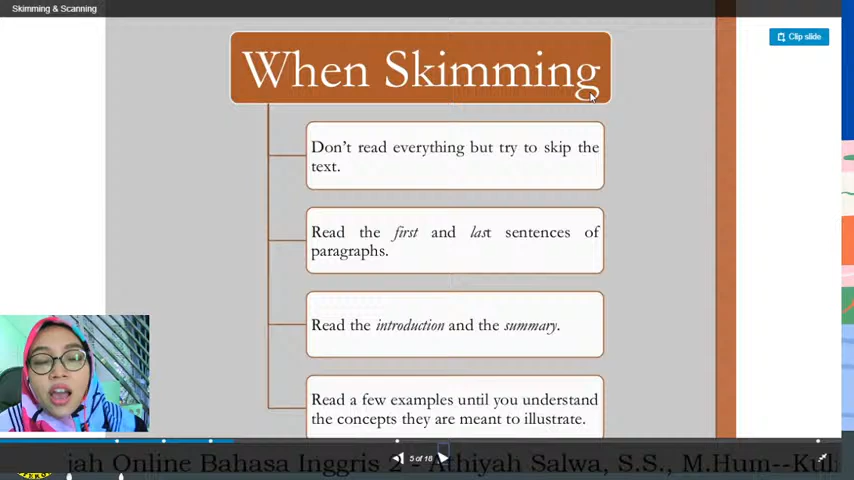 Skimming & Scanning
Clip slide
When Skimming
Don't read everything but try to skip the
text.
Read the first and last sentences of
paragraphs.
Read the introduction and the summary.
Read a few examples until you understand
the concepts they are meant to illustrate.
5 of 18
jah Online Bahasa Inggris 2 - Athiyah Salwa, S.S., M.Hum--Kul